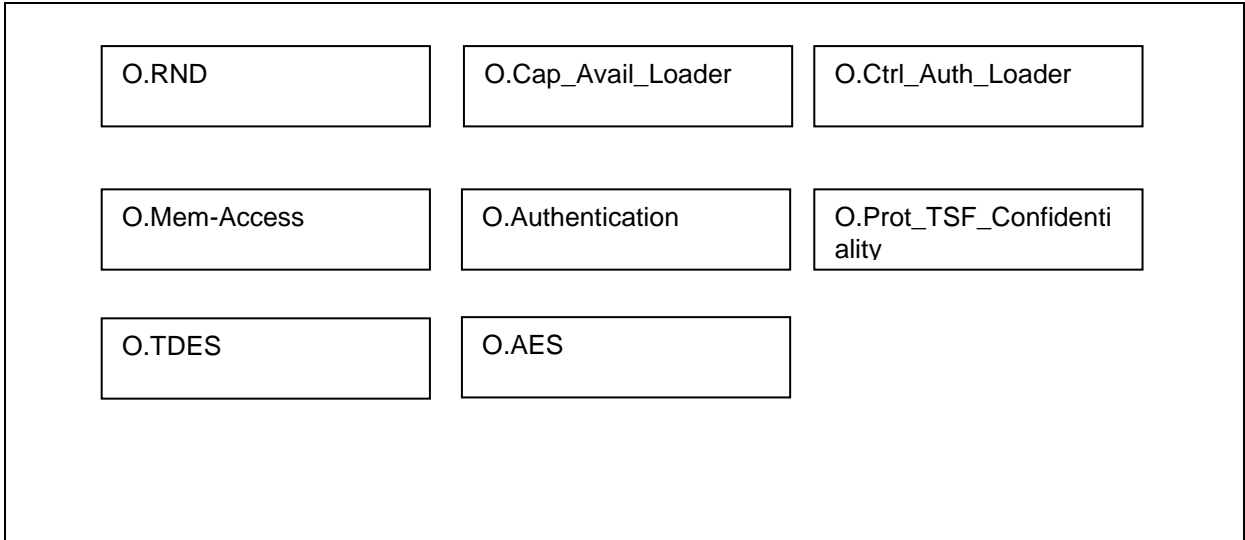 O.RND
O.Cap_Avail_Loader
O.Ctrl_Auth_Loader
O.Mem-Access
O.Authentication
O.Prot_TSF_Confidenti
ality
O.TDES
O.AES